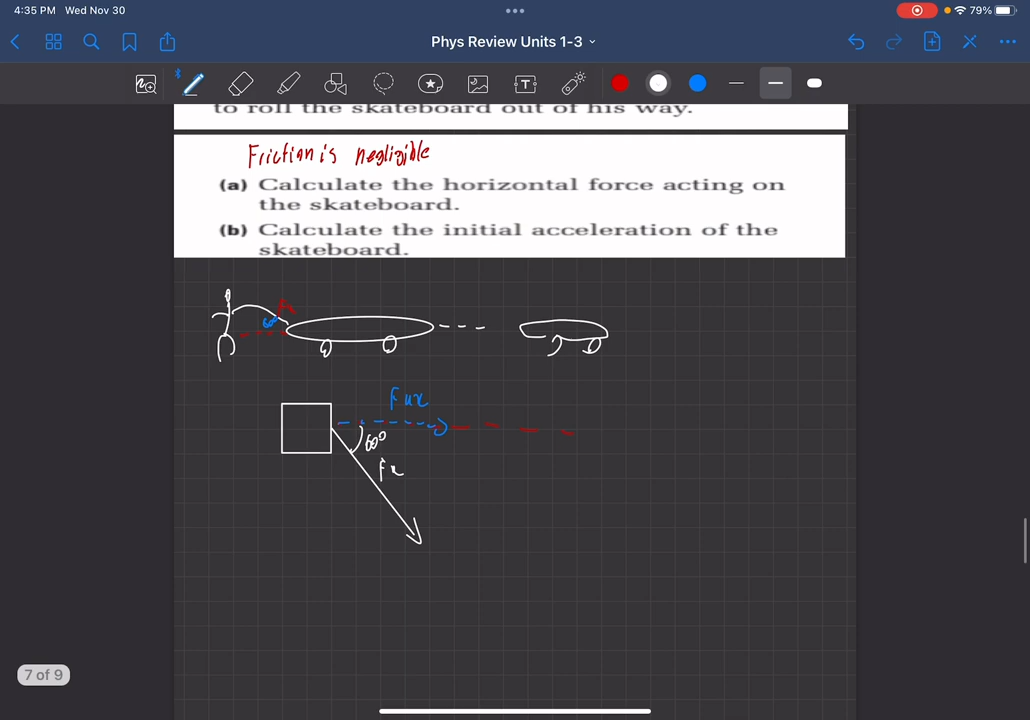 4:35 PM Wed Nov 30
79%
Phys Review Units 1-3
T
to roll the skateboard out of his way.
Friction is negligible
(a) Calculate the horizontal force acting on
the skateboard.
(b) Calculate the initial acceleration of the
skateboard.
60°
Fux
60°
7 of 9